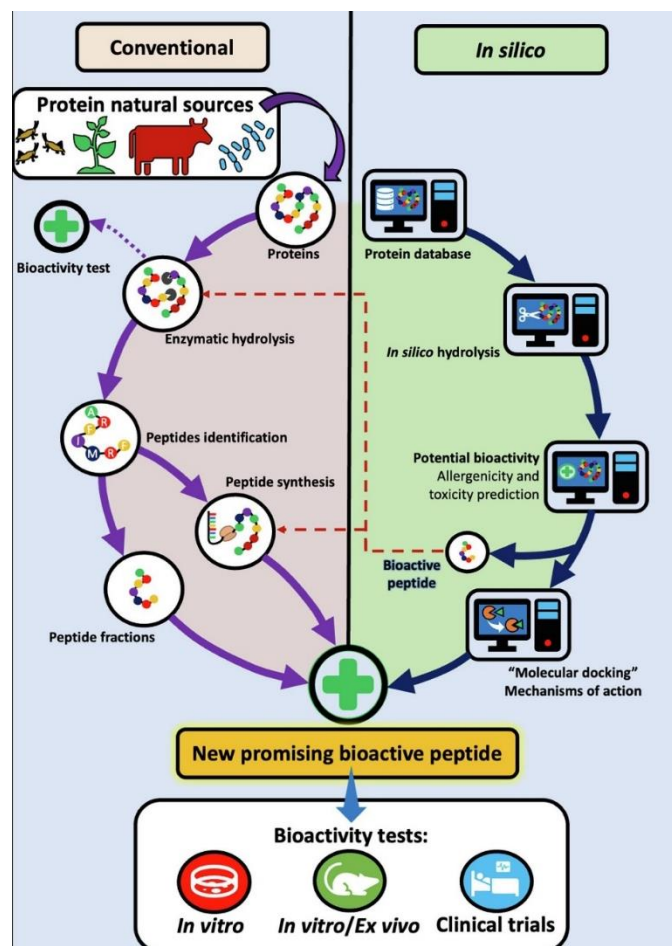 Conventional
In silico
Protein natural sources
Proteins
Bioactivity test
Enzymatic hydrolysis
Peptides identification
A
R
F
I
M
R
F
Peptide synthesis
Peptide fractions
Protein database
In silico hydrolysis
Potential bioactivity
Allergenicity and
toxicity prediction
Bioactive
peptide
“Molecular docking”
Mechanisms of action
New promising bioactive peptide
Bioactivity tests:
In vitro
In vitro/Ex vivo
Clinical trials